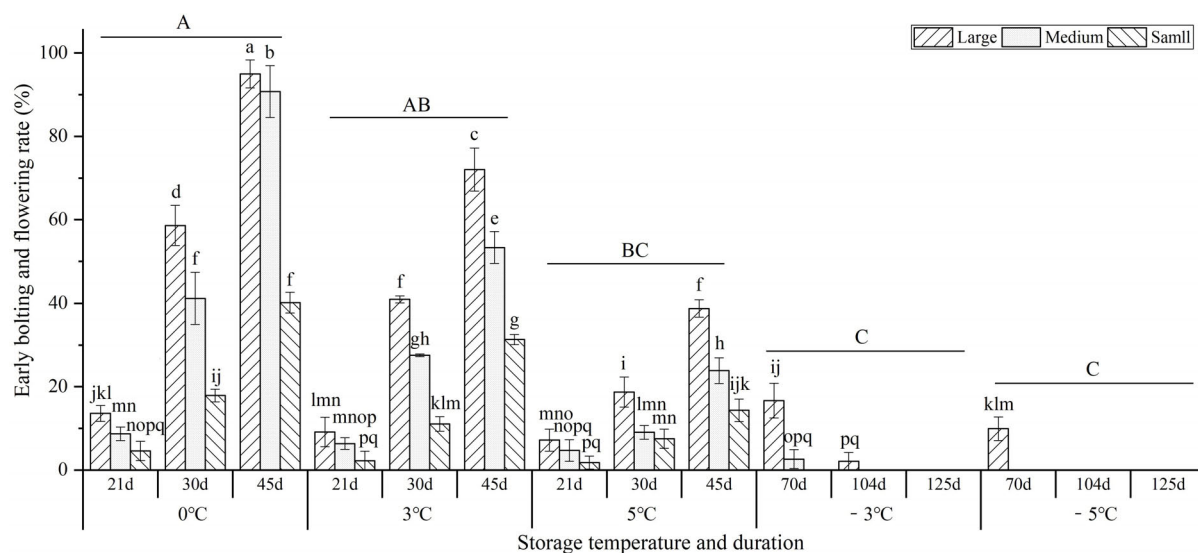 Early bolting and flowering rate (%)
100
80
60
40
20
0
Large Medium Samll
A
AB
BC
C
C
jkl mn nopq
d f ij
a b f
lmn mnop pq
f gh klm
c e g
mno nopq pq
i lmn mn
f h ijk
ij opq
pq
klm
21d 30d 45d 21d 30d 45d 21d 30d 45d 70d 104d 125d 70d 104d 125d
0°C 3°C 5°C - 3°C - 5°C
Storage temperature and duration